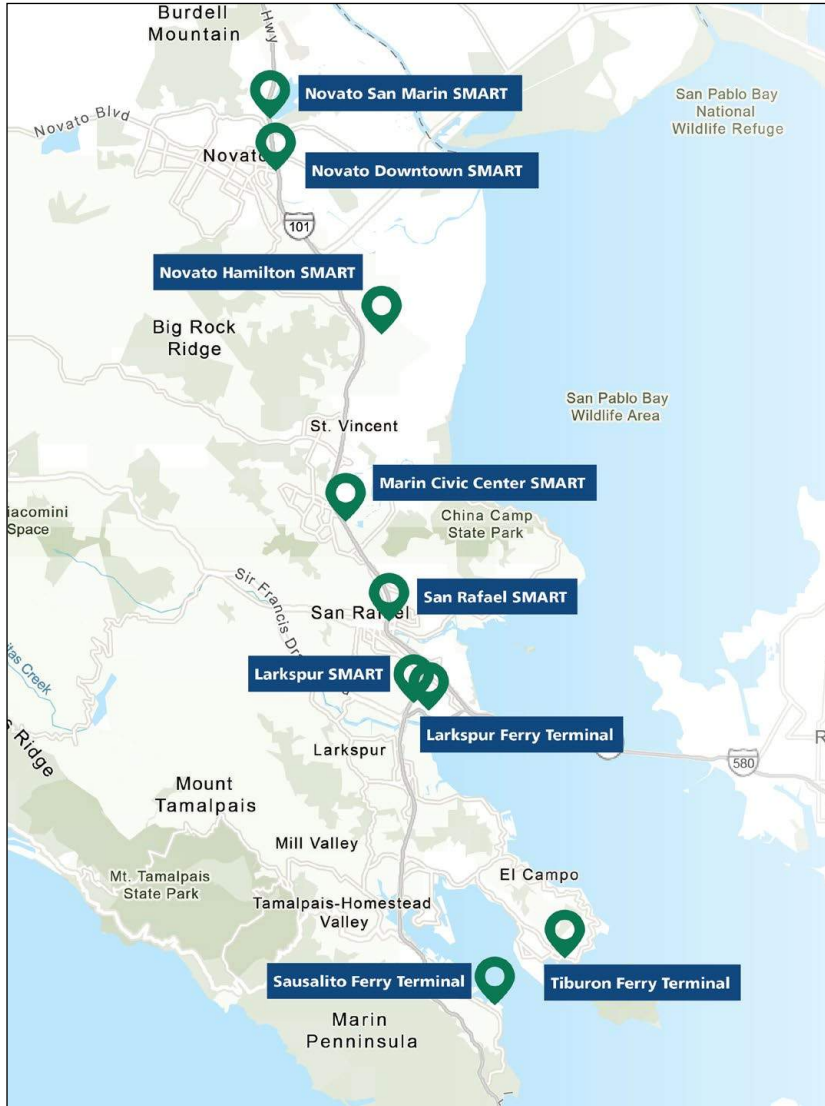 Burdell
Mountain
Hwy
Novato San Marin SMART
San Pablo Bay
National
Wildlife Refuge
Novato Blvd
Novato Downtown SMART
101
Novato Hamilton SMART
Big Rock
Ridge
San Pablo Bay
Wildlife Area
St. Vincent
Marin Civic Center SMART
iacomini
Space
China Camp
State Park
Sir Francis
San Rafael SMART
San
Larkspur SMART
itas Creek
Larkspur Ferry Terminal
s Ridge
Larkspur
580
R
Mount
Tamalpais
Mill Valley
Mt. Tamalpais
State Park
El Campo
Tamalpais-Homestead
Valley
Sausalito Ferry Terminal
Tiburon Ferry Terminal
Marin
Penninsula